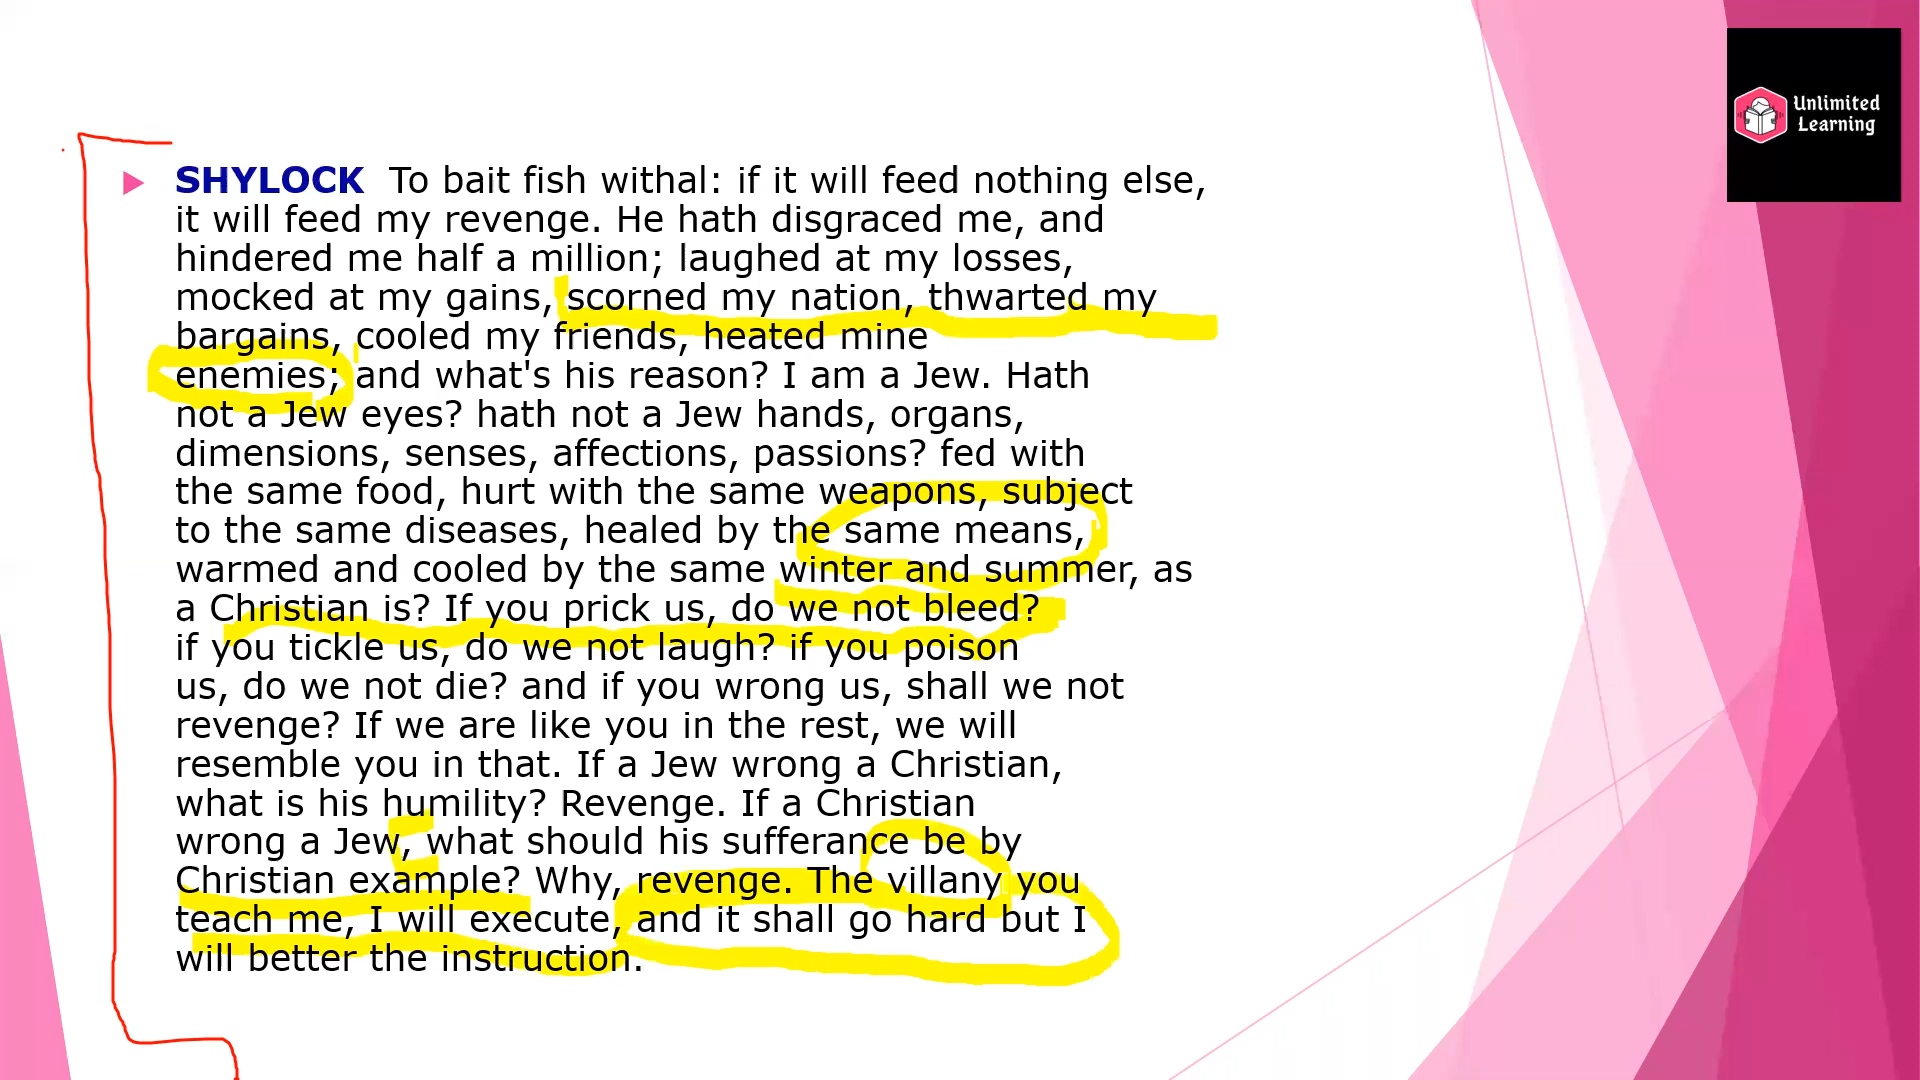 Unlimited
Learning
SHYLOCK To bait fish withal: if it will feed nothing else,
it will feed my revenge. He hath disgraced me, and
hindered me half a million; laughed at my losses,
mocked at my gains, scorned my nation, thwarted my
bargains, cooled my friends, heated mine
enemies; and what's his reason? I am a Jew. Hath
not a Jew eyes? hath not a Jew hands, organs,
dimensions, senses, affections, passions? fed with
the same food, hurt with the same weapons, subject
to the same diseases, healed by the same means,
warmed and cooled by the same winter and summer, as
a Christian is? If you prick us, do we not bleed?
if you tickle us, do we not laugh? if you poison
us, do we not die? and if you wrong us, shall we not
revenge? If we are like you in the rest, we will
resemble you in that. If a Jew wrong a Christian,
what is his humility? Revenge. If a Christian
wrong a Jew, what should his sufferance be by
Christian example? Why, revenge. The villany you
teach me, I will execute, and it shall go hard but I
will better the instruction.